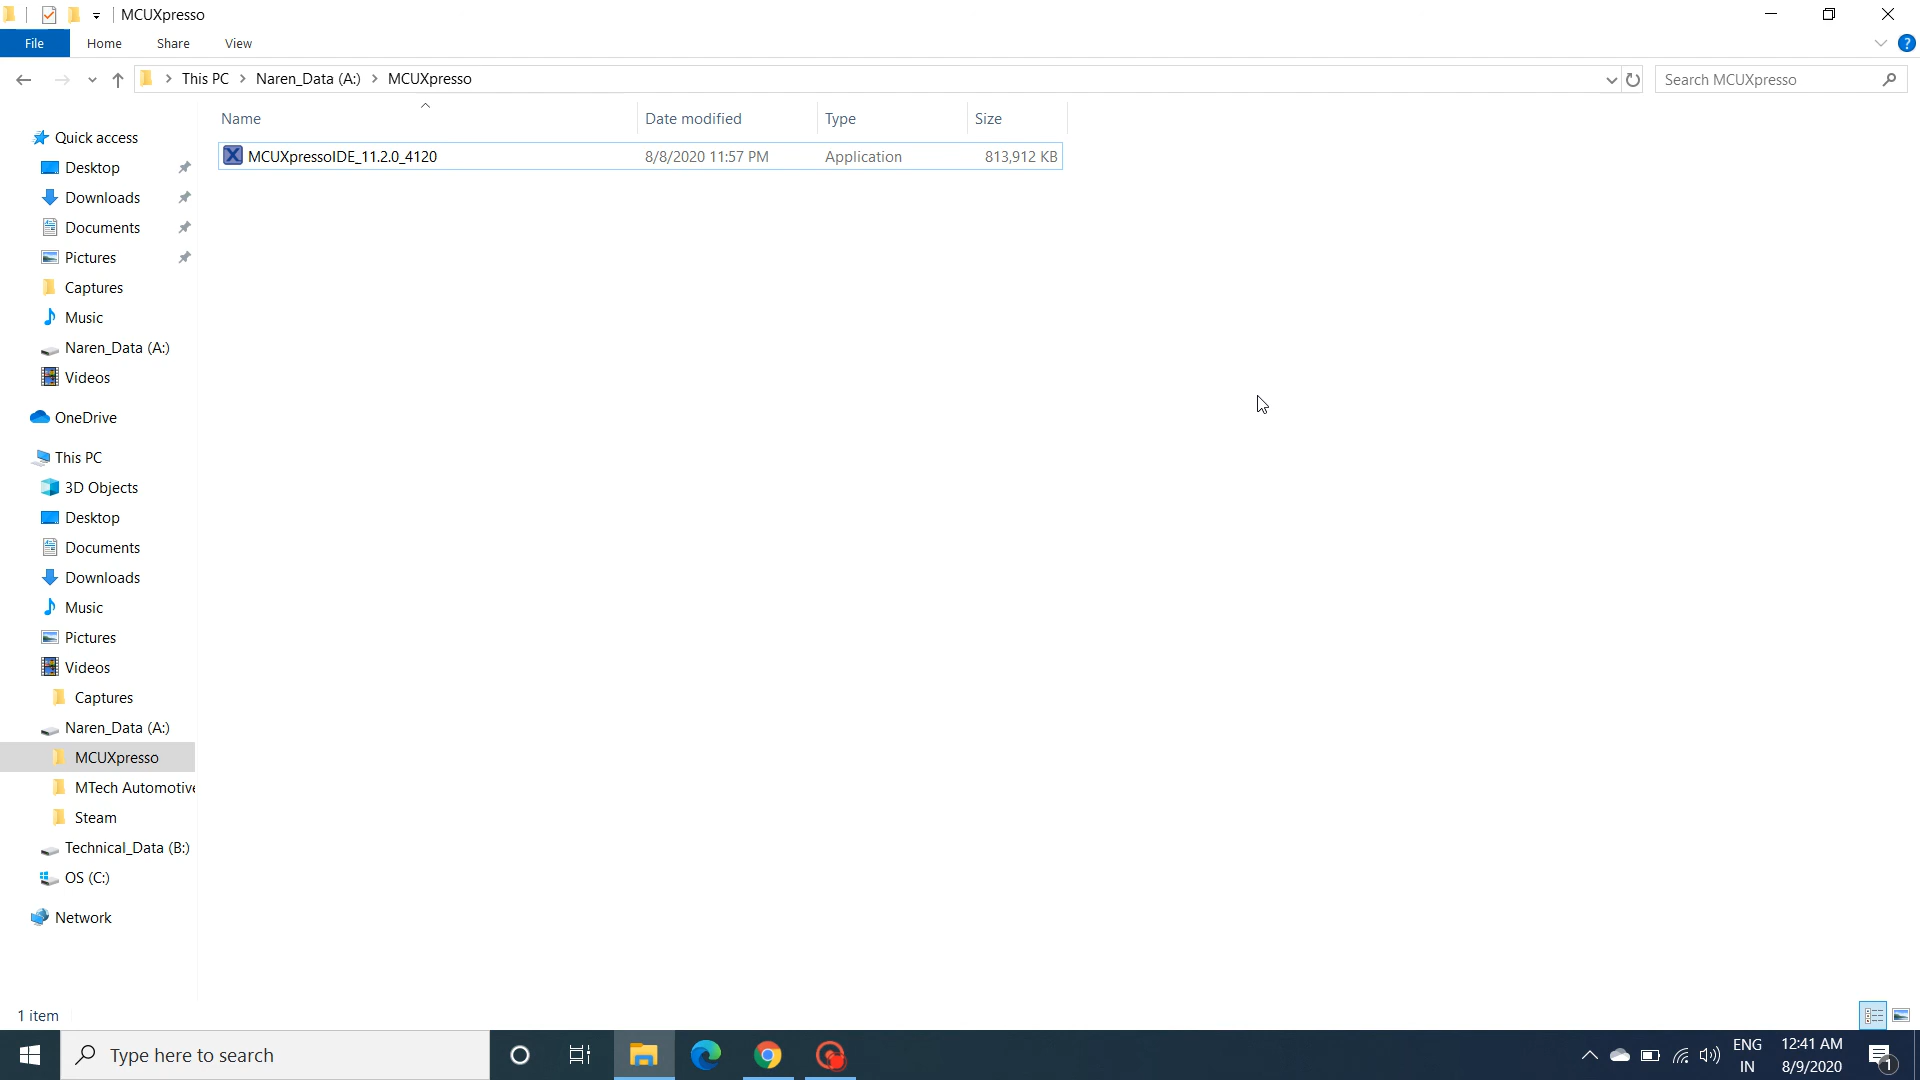 MCUXpresso
File Home Share View
This PC > Naren_Data (A:) > MCUXpresso
Search MCUXpresso
Name Date modified Type Size
MCUXpressoIDE_11.2.0_4120 8/8/2020 11:57 PM Application 813,912 KB
Quick access
Desktop
Downloads
Documents
Pictures
Captures
Music
Naren_Data (A:)
Videos
OneDrive
This PC
3D Objects
Desktop
Documents
Downloads
Music
Pictures
Videos
Captures
Naren_Data (A:)
MCUXpresso
MTech Automotive
Steam
Technical_Data (B:)
OS (C:)
Network
1 item
Type here to search
ENG
IN
12:41 AM
8/9/2020
1